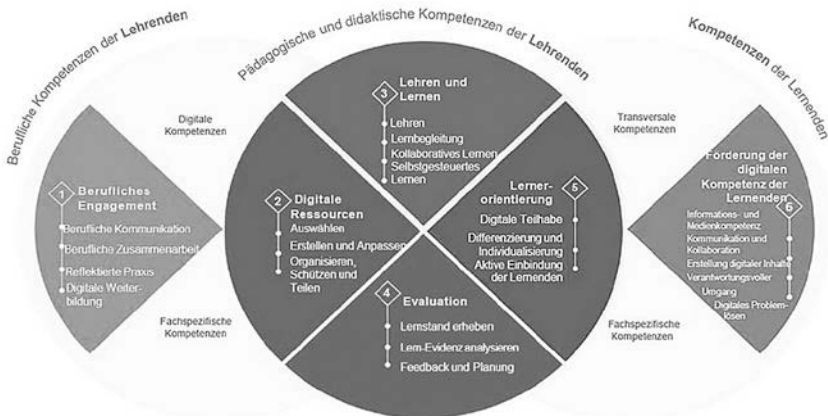 Berufliche Kompetenzen der Lehrenden
Pädagogische und didaktische Kompetenzen der Lehrenden
Kompetenzen der Lernenden
Digitale
Kompetenzen
Transversale
Kompetenzen
1
Berufliches
Engagement
Berufliche Kommunikation
Berufliche Zusammenarbeit
Reflektierte Praxis
Digitale Weiter-
bildung
2
Digitale
Ressourcen
Auswählen
Erstellen und Anpassen
Organisieren,
Schützen und
Teilen
3
Lehren und
Lernen
Lehren
Lernbegleitung
Kollaboratives Lernen
Selbstgesteuertes
Lernen
4
Evaluation
Lernstand erheben
Lern-Evidenz analysieren
Feedback und Planung
5
Lerner-
orientierung
Digitale Teilhabe
Differenzierung und
Individualisierung
Aktive Einbindung
der Lernenden
6
Förderung der
digitalen
Kompetenz der
Lernenden
Informations- und
Medienkompetenz
Kommunikation und
Kollaboration
Erstellung digitaler Inhalte
Verantwortungsvoller
Umgang
Digitales Problem-
lösen
Fachspezifische
Kompetenzen
Fachspezifische
Kompetenzen